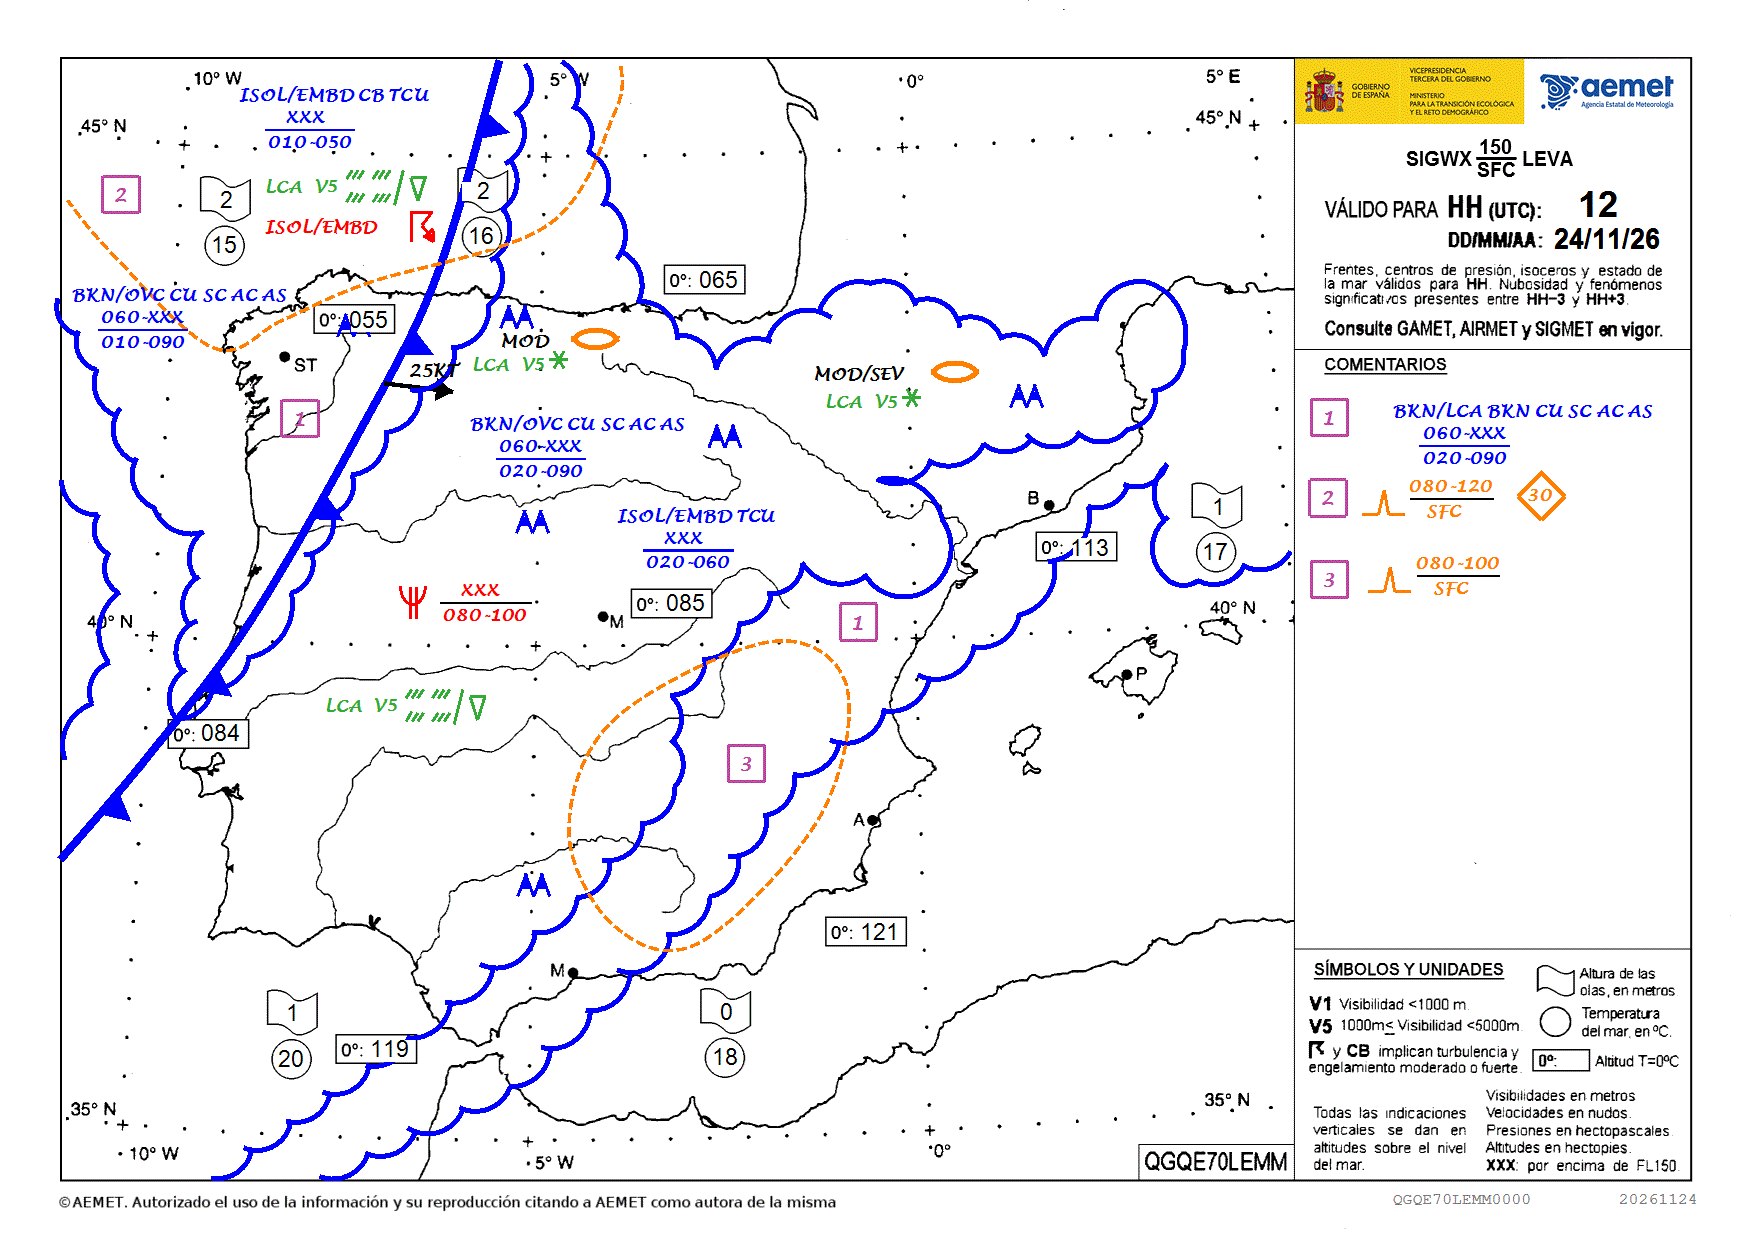 10° W
5° W
0°
5° E
45° N
45° N
ISOL/EMBD CB TCU
XXX
010-050
2
2
15
LCA V5
ISOL/EMBD
2
16
BKN/OVC CU SC AC AS
060-XXX
010-090
0°: 055
0°: 065
ST
MOD
LCA V5
25KT
1
MOD/SEV
LCA V5
BKN/OVC CU SC AC AS
060-XXX
020-090
ISOL/EMBD TCU
XXX
020-060
B
0°: 113
1
17
XXX
080-100
M
0°: 085
1
40° N
40° N
P
LCA V5
0°: 084
3
A
0°: 121
M
1
20
0°: 119
0
18
35° N
35° N
10° W
5° W
0°
QGQE70LEMM
GOBIERNO
DE ESPAÑA
VICEPRESIDENCIA
TERCERA DEL GOBIERNO
MINISTERIO
PARA LA TRANSICIÓN ECOLÓGICA
Y EL RETO DEMOGRÁFICO
aemet
Agencia Estatal de Meteorología
SIGWX 150 LEVA
SFC
VÁLIDO PARA HH (UTC): 12
DD/MM/AA: 24/11/26
Frentes, centros de presión, isoceros y estado de
la mar válidos para HH. Nubosidad y fenómenos
significativos presentes entre HH-3 y HH+3.
Consulte GAMET, AIRMET y SIGMET en vigor.
COMENTARIOS
1 BKN/LCA BKN CU SC AC AS
060-XXX
020-090
2 080-120 30
SFC
3 080-100
SFC
SÍMBOLOS Y UNIDADES
V1 Visibilidad <1000 m.
V5 1000m≤ Visibilidad <5000m.
y CB implican turbulencia y
engelamiento moderado o fuerte.
Altura de las
olas, en metros
Temperatura
del mar, en ºC.
0º: Altitud T=0ºC
Todas las indicaciones
verticales se dan en
altitudes sobre el nivel
del mar.
Visibilidades en metros
Velocidades en nudos.
Presiones en hectopascales.
Altitudes en hectopies.
XXX: por encima de FL150.
©AEMET. Autorizado el uso de la información y su reproducción citando a AEMET como autora de la misma
QGQE70LEMM0000 20261124